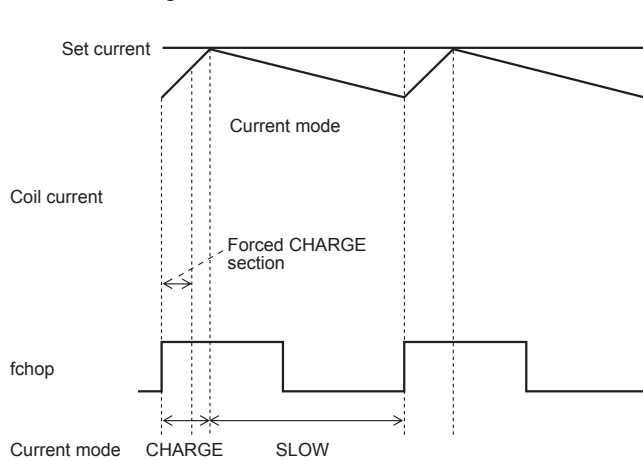 Set current
Current mode
Coil current
Forced CHARGE
section
fchop
Current mode CHARGE SLOW